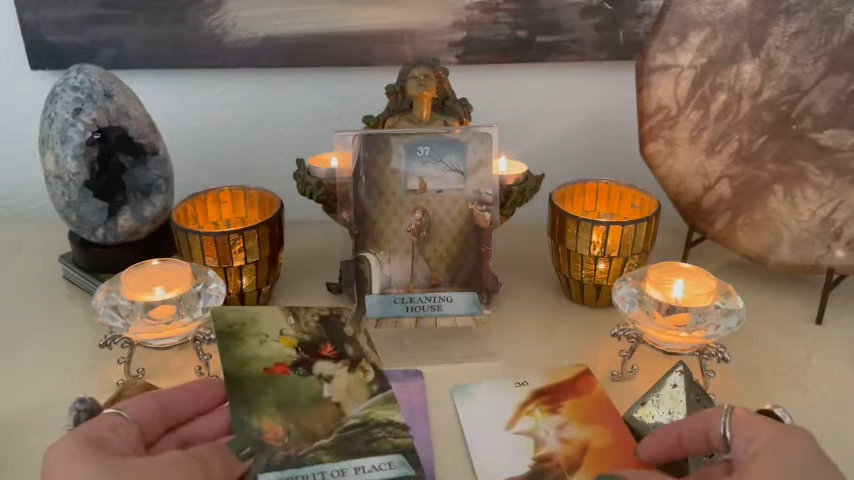 37
CLEANING
HOUSE
36
SPIRIT OF PLACE